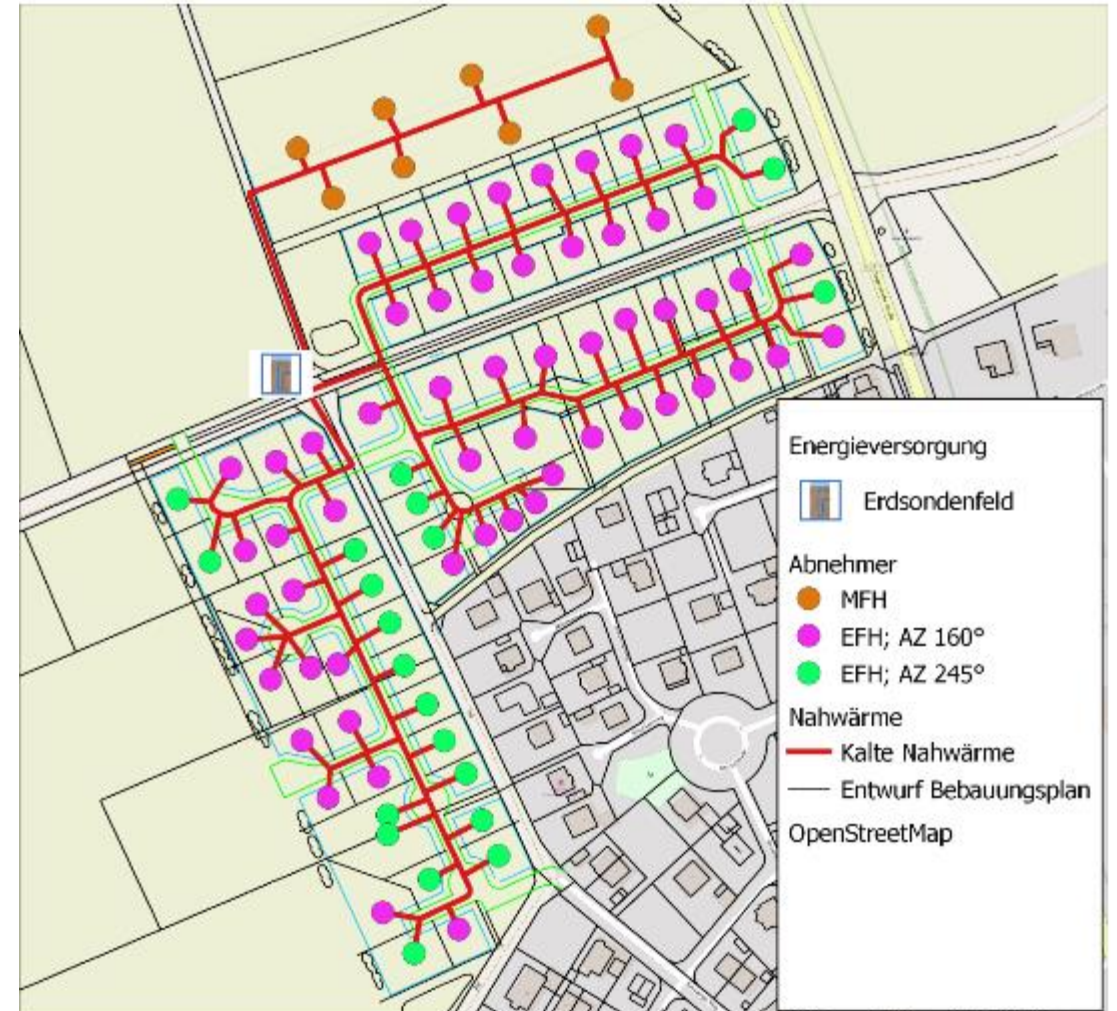 Energieversorgung
Erdsondenfeld
Abnehmer
MFH
EFH; AZ 160°
EFH; AZ 245°
Nahwärme
Kalte Nahwärme
Entwurf Bebauungsplan
OpenStreetMap